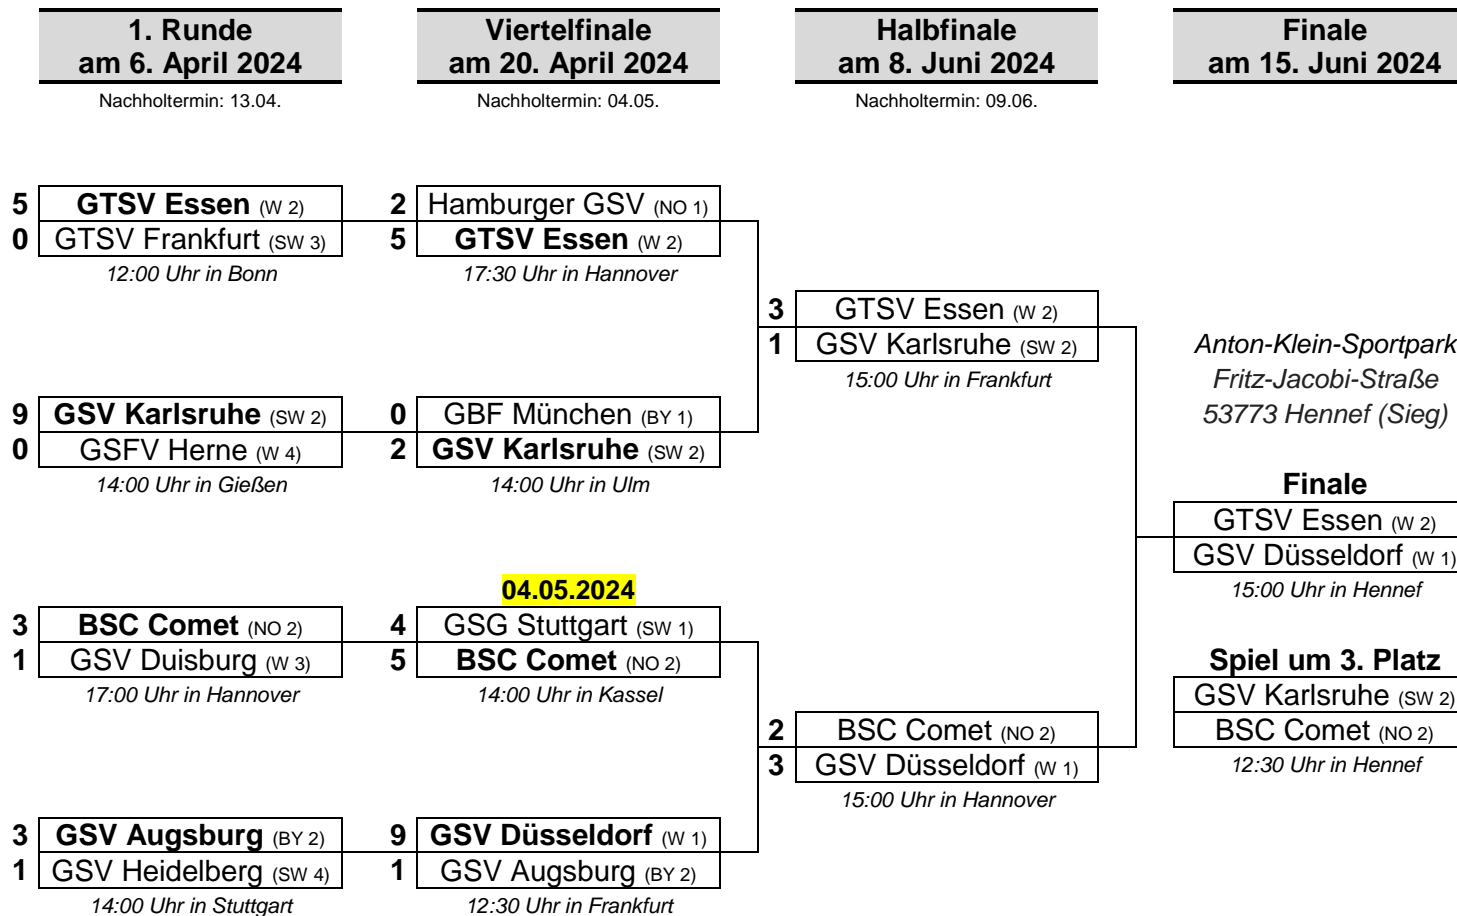 1. Runde
am 6. April 2024
Nachholtermin: 13.04.
Viertelfinale
am 20. April 2024
Nachholtermin: 04.05.
Halbfinale
am 8. Juni 2024
Nachholtermin: 09.06.
Finale
am 15. Juni 2024
5 GTSV Essen (W 2)
0 GTSV Frankfurt (SW 3)
12:00 Uhr in Bonn
9 GSV Karlsruhe (SW 2)
0 GSFV Herne (W 4)
14:00 Uhr in Gießen
3 BSC Comet (NO 2)
1 GSV Duisburg (W 3)
17:00 Uhr in Hannover
3 GSV Augsburg (BY 2)
1 GSV Heidelberg (SW 4)
14:00 Uhr in Stuttgart
2 Hamburger GSV (NO 1)
5 GTSV Essen (W 2)
17:30 Uhr in Hannover
0 GBF München (BY 1)
2 GSV Karlsruhe (SW 2)
14:00 Uhr in Ulm
04.05.2024
4 GSG Stuttgart (SW 1)
5 BSC Comet (NO 2)
14:00 Uhr in Kassel
9 GSV Düsseldorf (W 1)
1 GSV Augsburg (BY 2)
12:30 Uhr in Frankfurt
3 GTSV Essen (W 2)
1 GSV Karlsruhe (SW 2)
15:00 Uhr in Frankfurt
2 BSC Comet (NO 2)
3 GSV Düsseldorf (W 1)
15:00 Uhr in Hannover
Anton-Klein-Sportpark
Fritz-Jacobi-Straße
53773 Hennef (Sieg)
Finale
GTSV Essen (W 2)
GSV Düsseldorf (W 1)
15:00 Uhr in Hennef
Spiel um 3. Platz
GSV Karlsruhe (SW 2)
BSC Comet (NO 2)
12:30 Uhr in Hennef